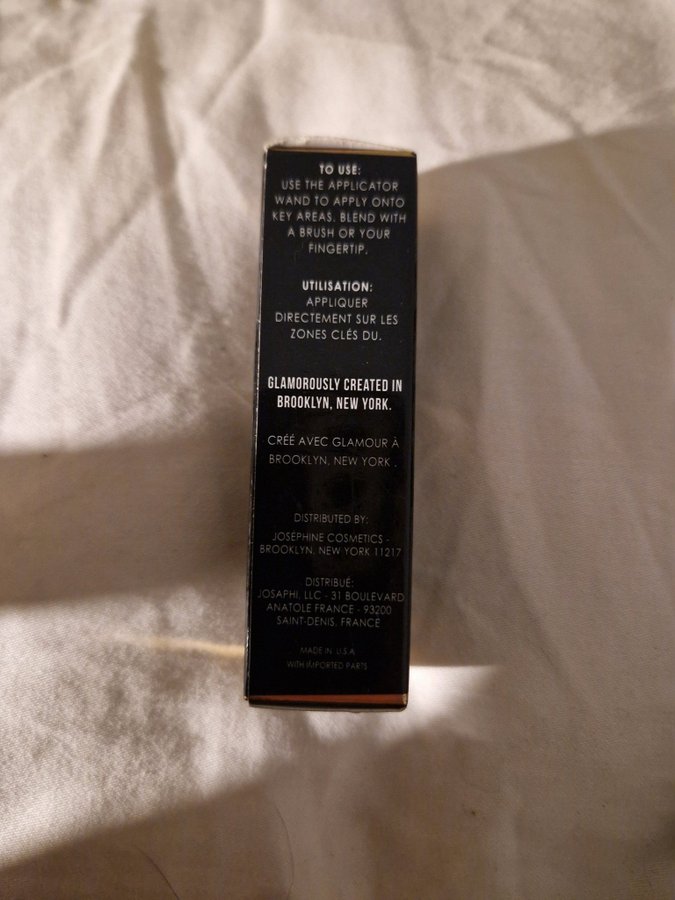 TO USE:
USE THE APPLICATOR
WAND TO APPLY ONTO
KEY AREAS. BLEND WITH
A BRUSH OR YOUR
FINGERTIP.
UTILISATION:
APPLIQUER
DIRECTEMENT SUR LES
ZONES CLÉS DU.
GLAMOROUSLY CREATED IN
BROOKLYN, NEW YORK.
CRÉÉ AVEC GLAMOUR À
BROOKLYN, NEW YORK .
DISTRIBUTED BY:
JOSEPHINE COSMETICS -
BROOKLYN, NEW YORK 11217
DISTRIBUÉ:
JOSAPHI, LLC - 31 BOULEVARD
ANATOLE FRANCE - 93200
SAINT-DENIS, FRANCE
MADE IN U.S.A
WITH IMPORTED PARTS